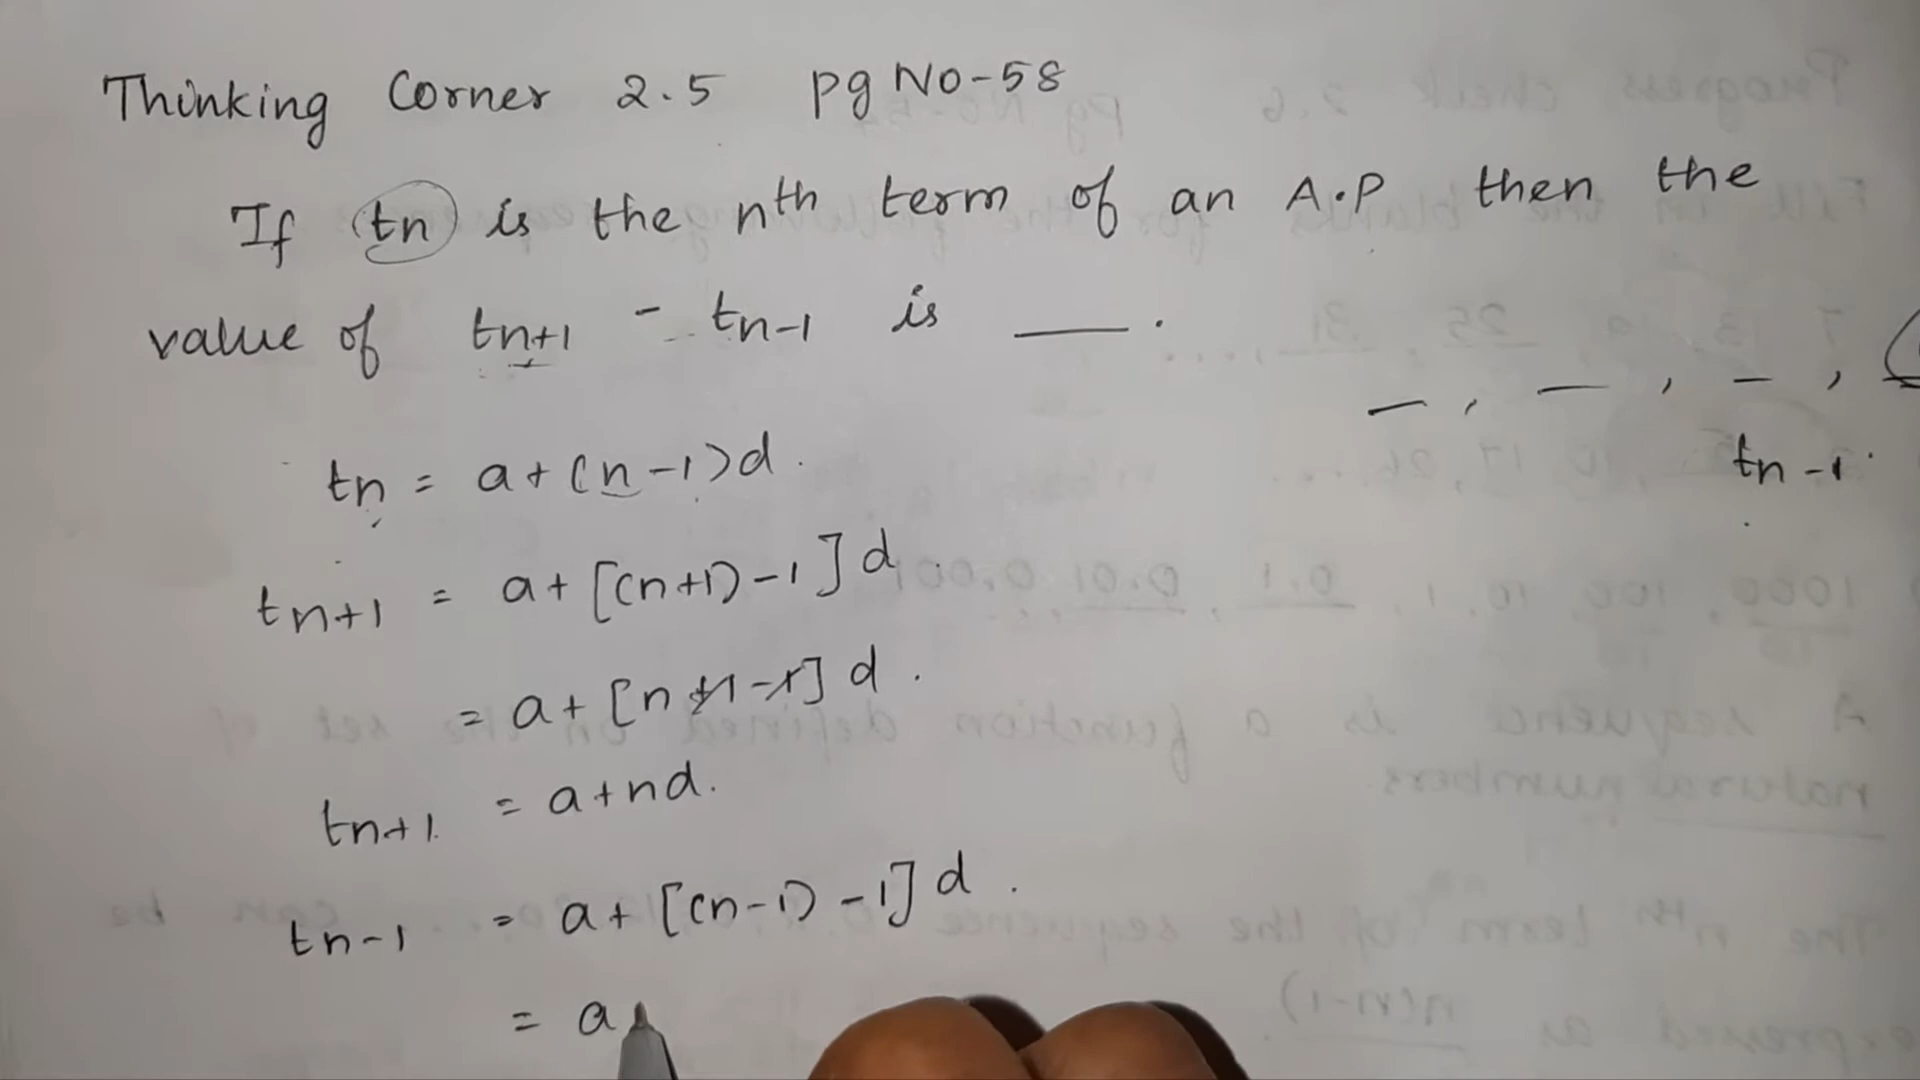 Thinking Corner 2.5 pg No-58
If tn is the nth term of an A.P then the
value of tn+1 - tn-1 is ___.
_, _, _,
tn-1.
tn = a+(n-1)d.
tn+1 = a+[(n+1)-1]d.
= a+[n+1-1]d.
tn+1 = a+nd.
tn-1 = a+[(n-1)-1]d.
= a